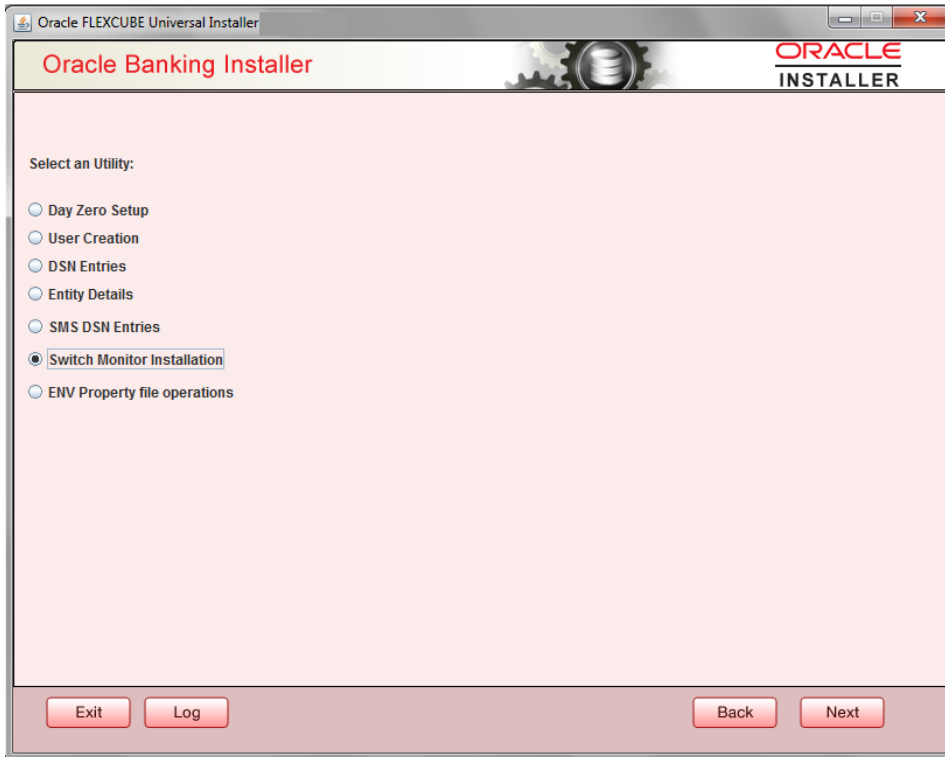 Oracle FLEXCUBE Universal Installer
Oracle Banking Installer
ORACLE
INSTALLER
Select an Utility:
Day Zero Setup
User Creation
DSN Entries
Entity Details
SMS DSN Entries
Switch Monitor Installation
ENV Property file operations
Exit Log Back Next